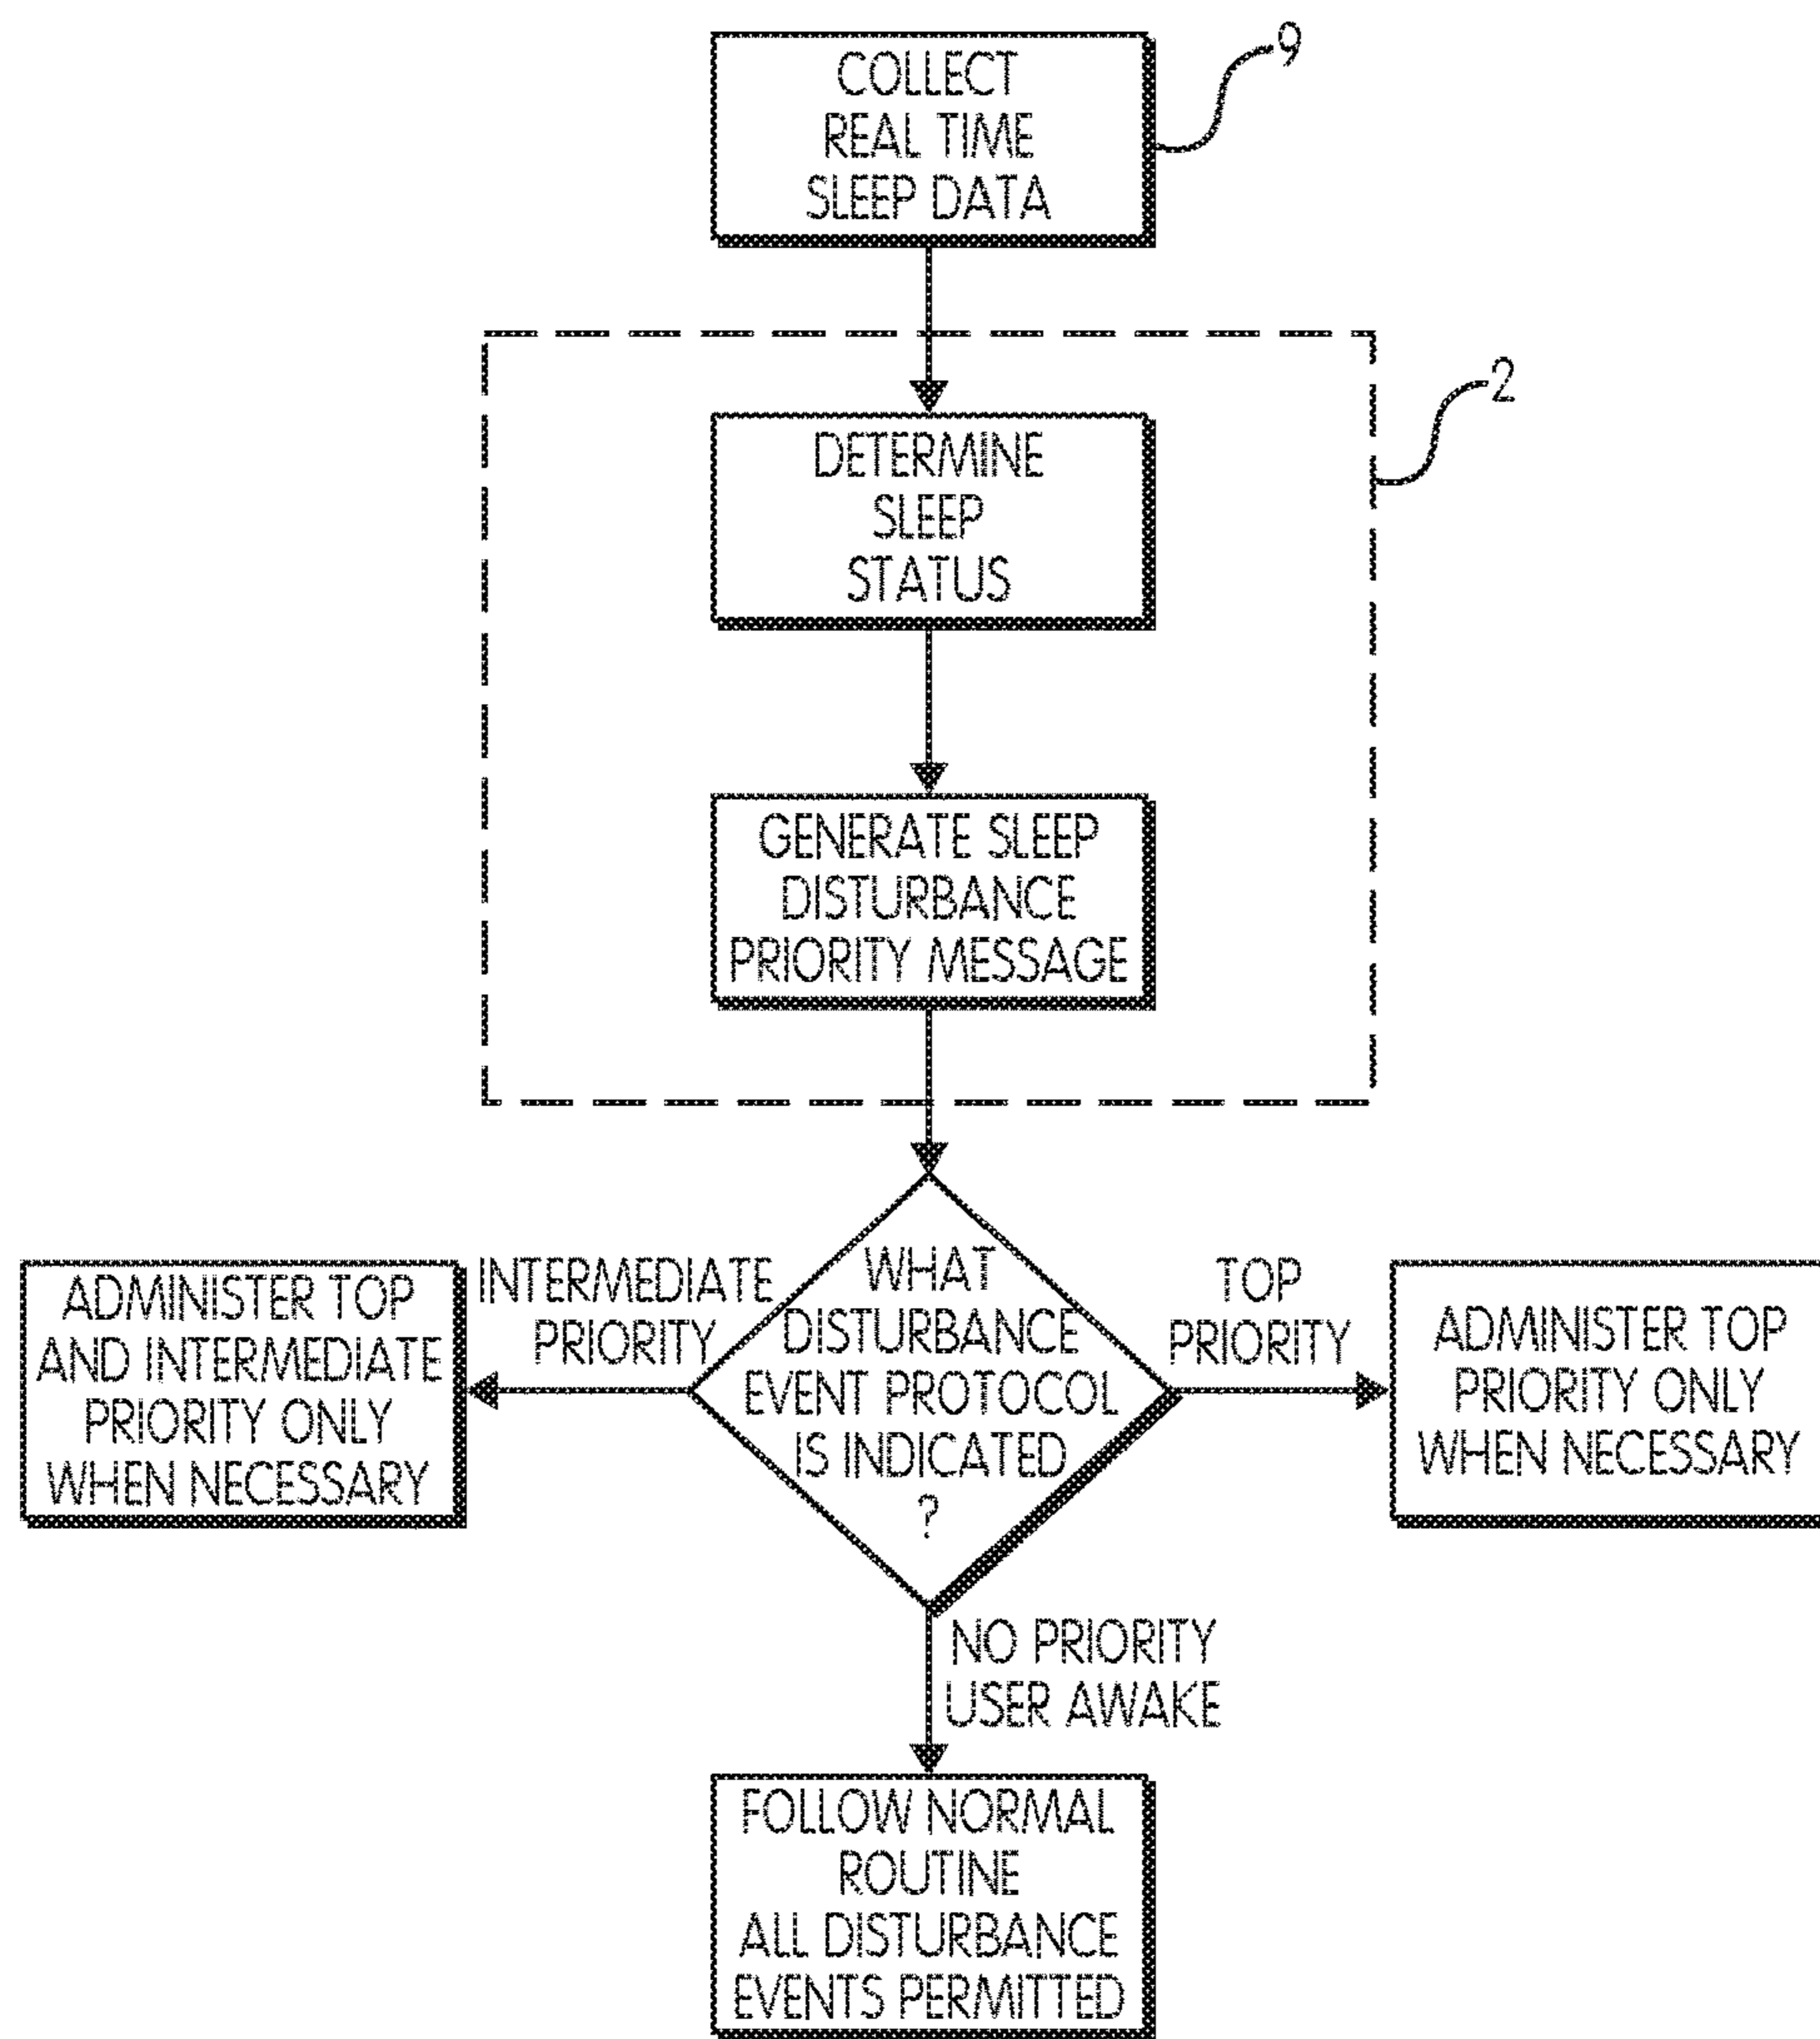 COLLECT
REAL TIME
SLEEP DATA
9
DETERMINE
SLEEP
STATUS
2
GENERATE SLEEP
DISTURBANCE
PRIORITY MESSAGE
WHAT
DISTURBANCE
EVENT PROTOCOL
IS INDICATED
?
INTERMEDIATE
PRIORITY
ADMINISTER TOP
AND INTERMEDIATE
PRIORITY ONLY
WHEN NECESSARY
TOP
PRIORITY
ADMINISTER TOP
PRIORITY ONLY
WHEN NECESSARY
NO PRIORITY
USER AWAKE
FOLLOW NORMAL
ROUTINE
ALL DISTURBANCE
EVENTS PERMITTED